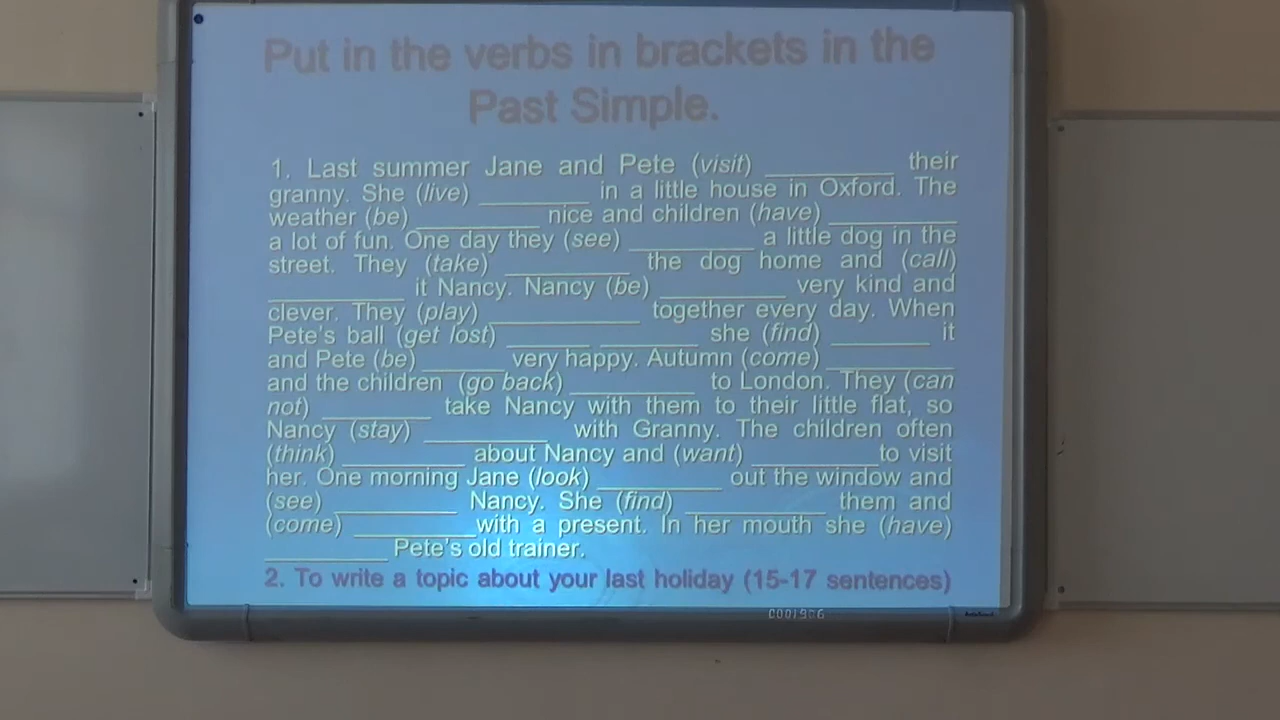 Put in the verbs in brackets in the
Past Simple.
1. Last summer Jane and Pete (visit) __________ their
granny. She (live) __________ in a little house in Oxford. The
weather (be) __________ nice and children (have) __________
a lot of fun. One day they (see) __________ a little dog in the
street. They (take) __________ the dog home and (call)
__________ it Nancy. Nancy (be) __________ very kind and
clever. They (play) __________ together every day. When
Pete's ball (get lost) _______ ________ she (find) ________ it
and Pete (be) _______ very happy. Autumn (come) __________
and the children (go back) __________ to London. They (can
not) _________ take Nancy with them to their little flat, so
Nancy (stay) __________ with Granny. The children often
(think) __________ about Nancy and (want) __________to visit
her. One morning Jane (look) __________ out the window and
(see) __________ Nancy. She (find) ___________ them and
(come) __________with a present. In her mouth she (have)
__________ Pete's old trainer.
2. To write a topic about your last holiday (15-17 sentences)